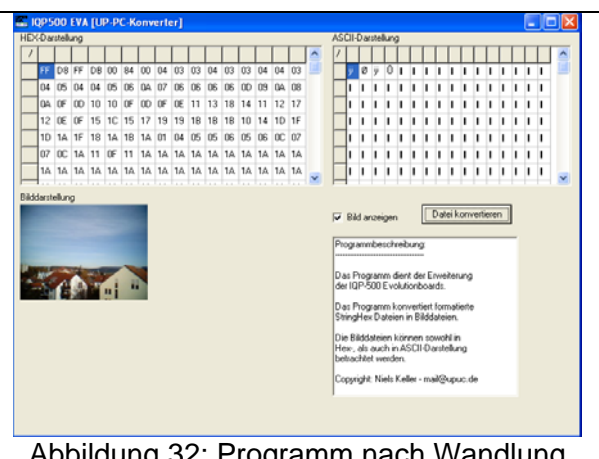 IQP500 EVA [UP-PC-Konverter]
HEX-Darstellung
ASCII-Darstellung
/
FF D8 FF DB 00 84 00 04 03 03 04 03 03 04 04 03
04 05 04 04 05 06 0A 07 06 06 06 06 0D 09 0A 08
0A 0F 0D 10 10 0F 0D 0F 0E 11 13 18 14 11 12 17
12 0E 0F 15 1C 15 17 19 19 18 18 18 10 14 1D 1F
1D 1A 1F 18 1A 1B 1A 01 04 05 05 06 05 06 0C 07
07 0C 1A 11 0F 11 1A 1A 1A 1A 1A 1A 1A 1A 1A 1A
1A 1A 1A 1A 1A 1A 1A 1A 1A 1A 1A 1A 1A 1A 1A 1A
/
y Ø y
Bilddarstellung
Bild anzeigen
Datei konvertieren
Programmbeschreibung:
--------------------------------
Das Programm dient der Erweiterung
der IQP-500 Evolutionboards.
Das Programm konvertiert formatierte
StringHex Dateien in Bilddateien.
Die Bilddateien können sowohl in
Hex-, als auch in ASCII-Darstellung
betrachtet werden.
Copyright: Niels Keller - mail@upuc.de
Abbildung 32: Programm nach Wandlung